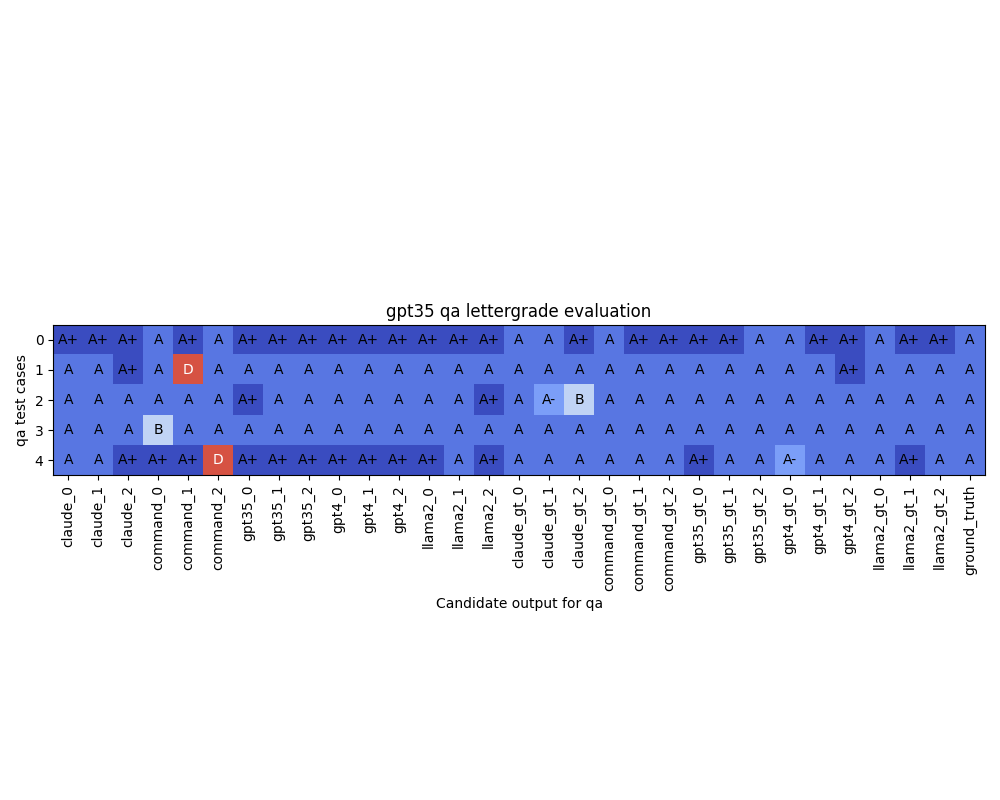 gpt35 qa lettergrade evaluation
qa test cases
0 A+ A+ A+ A A+ A A+ A+ A+ A+ A+ A+ A+ A+ A+ A A A+ A A+ A+ A+ A+ A A A+ A+ A A+ A+ A
1 A A A+ A D A A A A A A A A A A A A A A A A A A A A A A+ A A A A
2 A A A A A A A+ A A A A A A A A+ A A- B A A A A A A A A A A A A A
3 A A A B A A A A A A A A A A A A A A A A A A A A A A A A A A A
4 A A A+ A+ A+ D A+ A+ A+ A+ A+ A+ A+ A A+ A A A A A A A+ A A A- A A A A+ A A
claude_0 claude_1 claude_2 command_0 command_1 command_2 gpt35_0 gpt35_1 gpt35_2 gpt4_0 gpt4_1 gpt4_2 llama2_0 llama2_1 llama2_2 claude_gt_0 claude_gt_1 claude_gt_2 command_gt_0 command_gt_1 command_gt_2 gpt35_gt_0 gpt35_gt_1 gpt35_gt_2 gpt4_gt_0 gpt4_gt_1 gpt4_gt_2 llama2_gt_0 llama2_gt_1 llama2_gt_2 ground_truth
Candidate output for qa